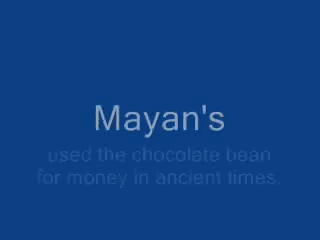 Mayan's
used the chocolate bean
for money in ancient times.